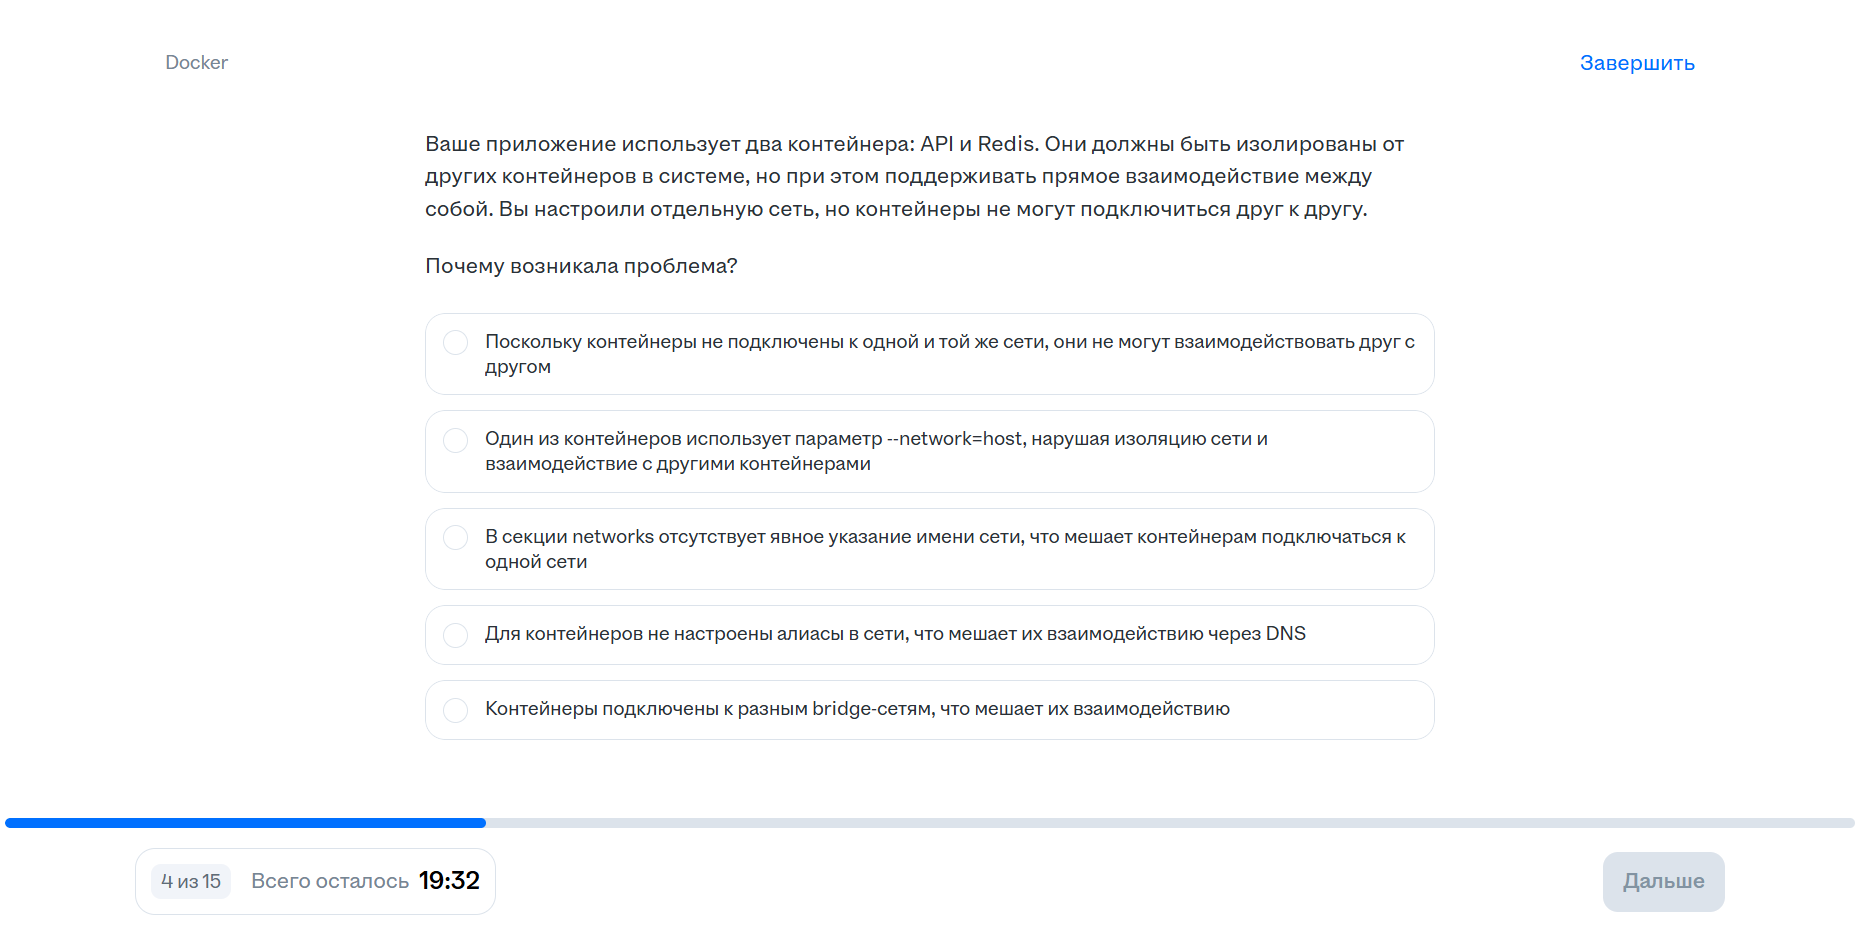 Docker
Завершить
Ваше приложение использует два контейнера: API и Redis. Они должны быть изолированы от
других контейнеров в системе, но при этом поддерживать прямое взаимодействие между
собой. Вы настроили отдельную сеть, но контейнеры не могут подключиться друг к другу.
Почему возникала проблема?
Поскольку контейнеры не подключены к одной и той же сети, они не могут взаимодействовать друг с
другом
Один из контейнеров использует параметр --network=host, нарушая изоляцию сети и
взаимодействие с другими контейнерами
В секции networks отсутствует явное указание имени сети, что мешает контейнерам подключаться к
одной сети
Для контейнеров не настроены алиасы в сети, что мешает их взаимодействию через DNS
Контейнеры подключены к разным bridge-сетям, что мешает их взаимодействию
4 из 15
Всего осталось 19:32
Дальше